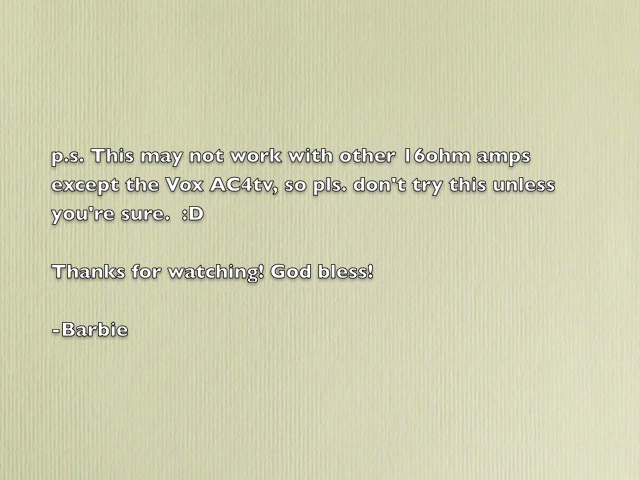 p.s. This may not work with other 16ohm amps
except the Vox AC4tv, so pls. don't try this unless
you're sure.  :D
Thanks for watching! God bless!
-Barbie